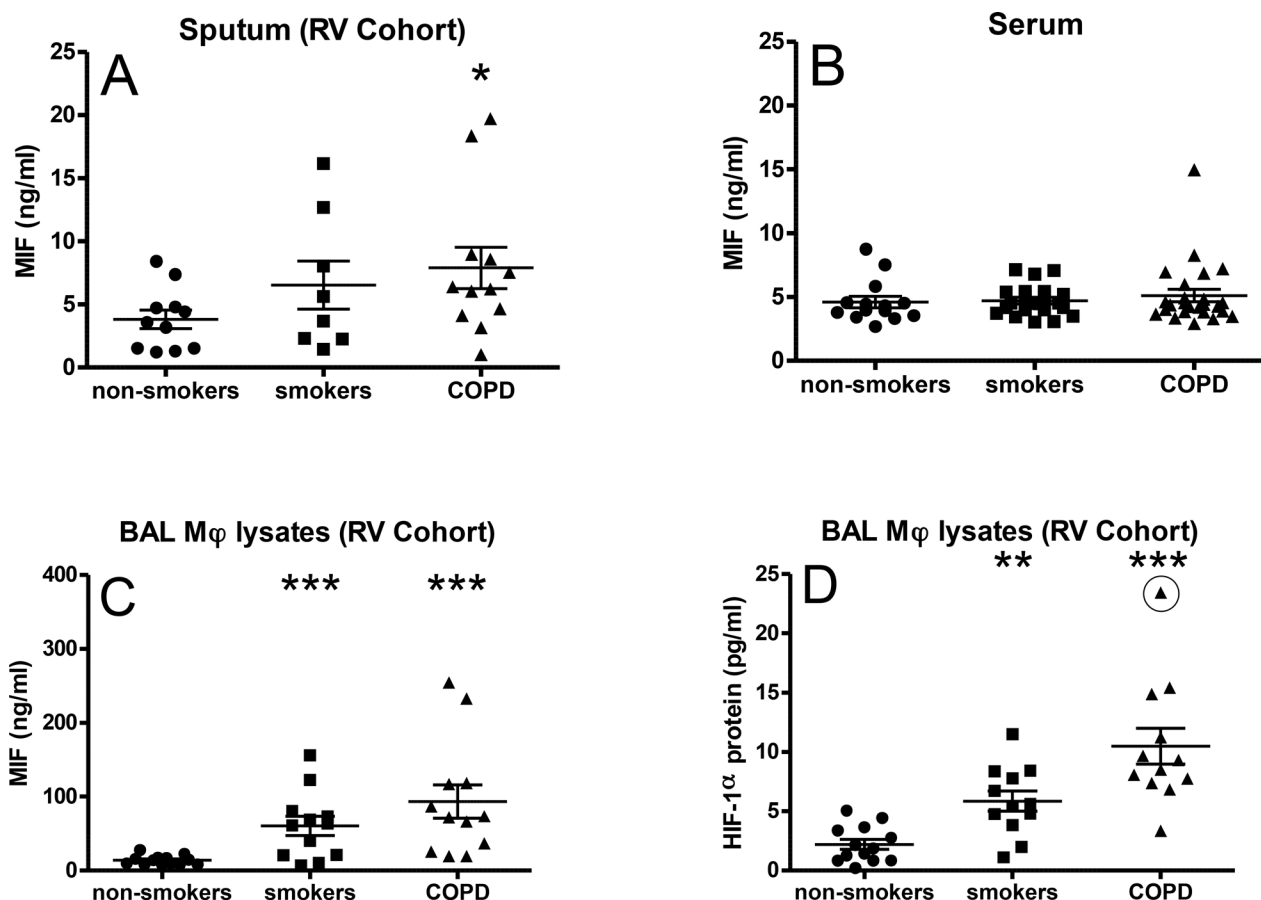 Sputum (RV Cohort)
A
*
MIF (ng/ml)
25
20
15
10
5
0
non-smokers smokers COPD
Serum
B
MIF (ng/ml)
25
20
15
10
5
0
non-smokers smokers COPD
BAL Mφ lysates (RV Cohort)
C
*** ***
MIF (ng/ml)
400
300
200
100
0
non-smokers smokers COPD
BAL Mφ lysates (RV Cohort)
D
** ***
HIF-1α protein (pg/ml)
25
20
15
10
5
0
non-smokers smokers COPD